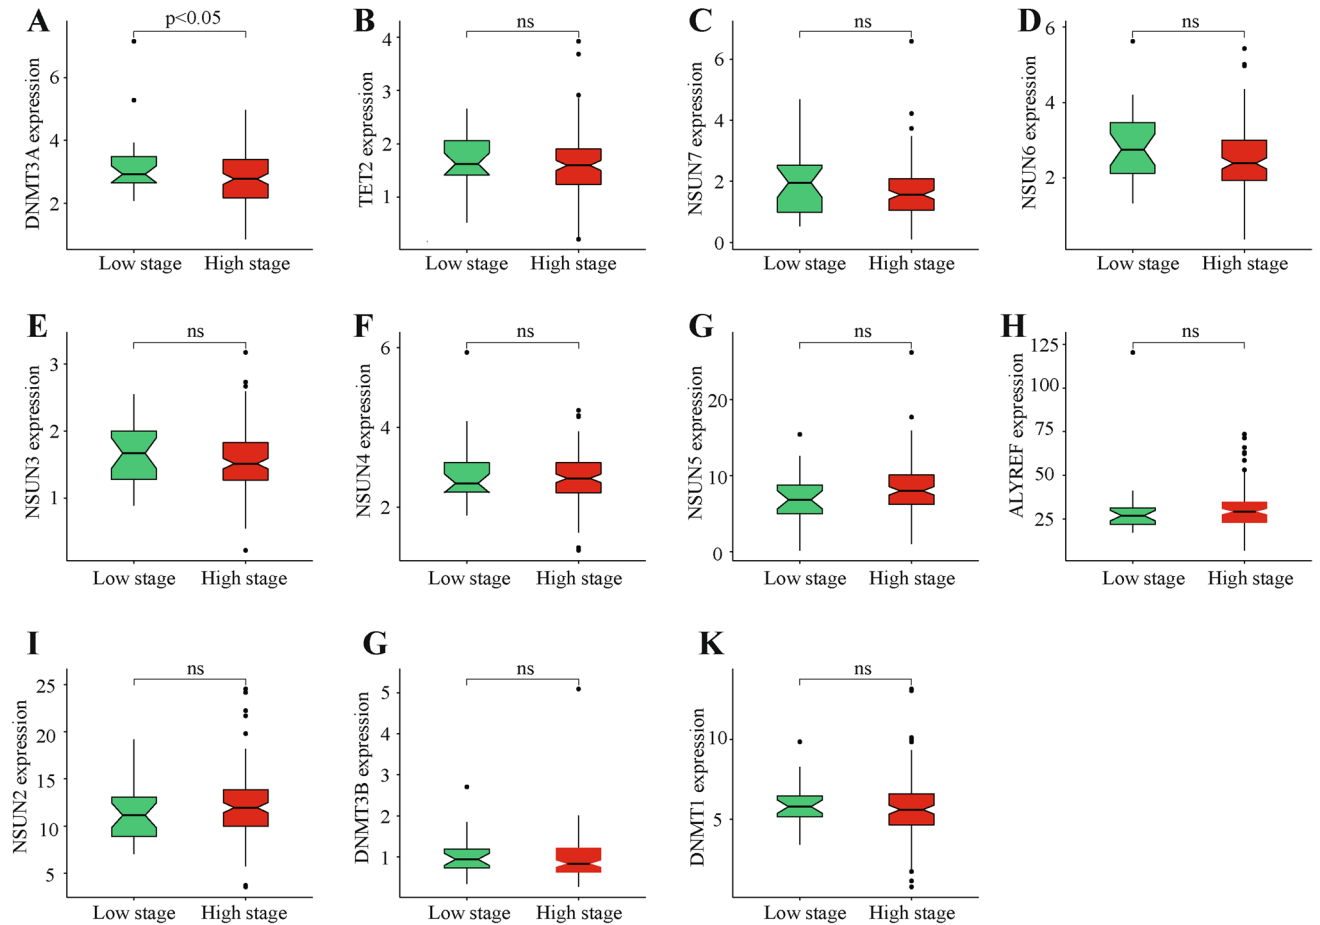 A
p<0.05
DNMT3A expression
6
4
2
Low stage
High stage
B
ns
TET2 expression
4
3
2
1
Low stage
High stage
C
ns
NSUN7 expression
6
4
2
0
Low stage
High stage
D
ns
NSUN6 expression
6
4
2
Low stage
High stage
E
ns
NSUN3 expression
3
2
1
Low stage
High stage
F
ns
NSUN4 expression
6
4
2
Low stage
High stage
G
ns
NSUN5 expression
20
10
0
Low stage
High stage
H
ns
ALYREF expression
125
100
75
50
25
Low stage
High stage
I
ns
NSUN2 expression
25
20
15
10
5
Low stage
High stage
G
ns
DNMT3B expression
5
4
3
2
1
Low stage
High stage
K
ns
DNMT1 expression
10
5
Low stage
High stage